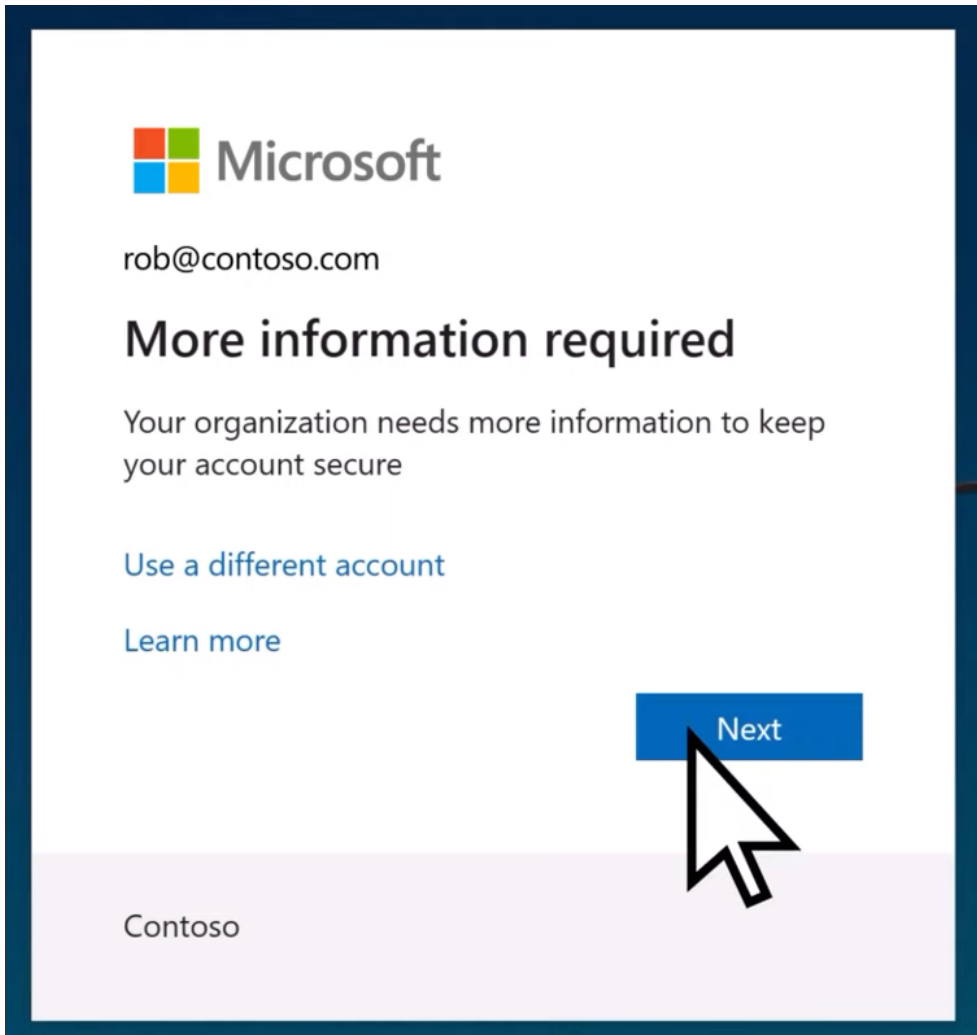 Microsoft
rob@contoso.com
More information required
Your organization needs more information to keep
your account secure
Use a different account
Learn more
Next
Contoso